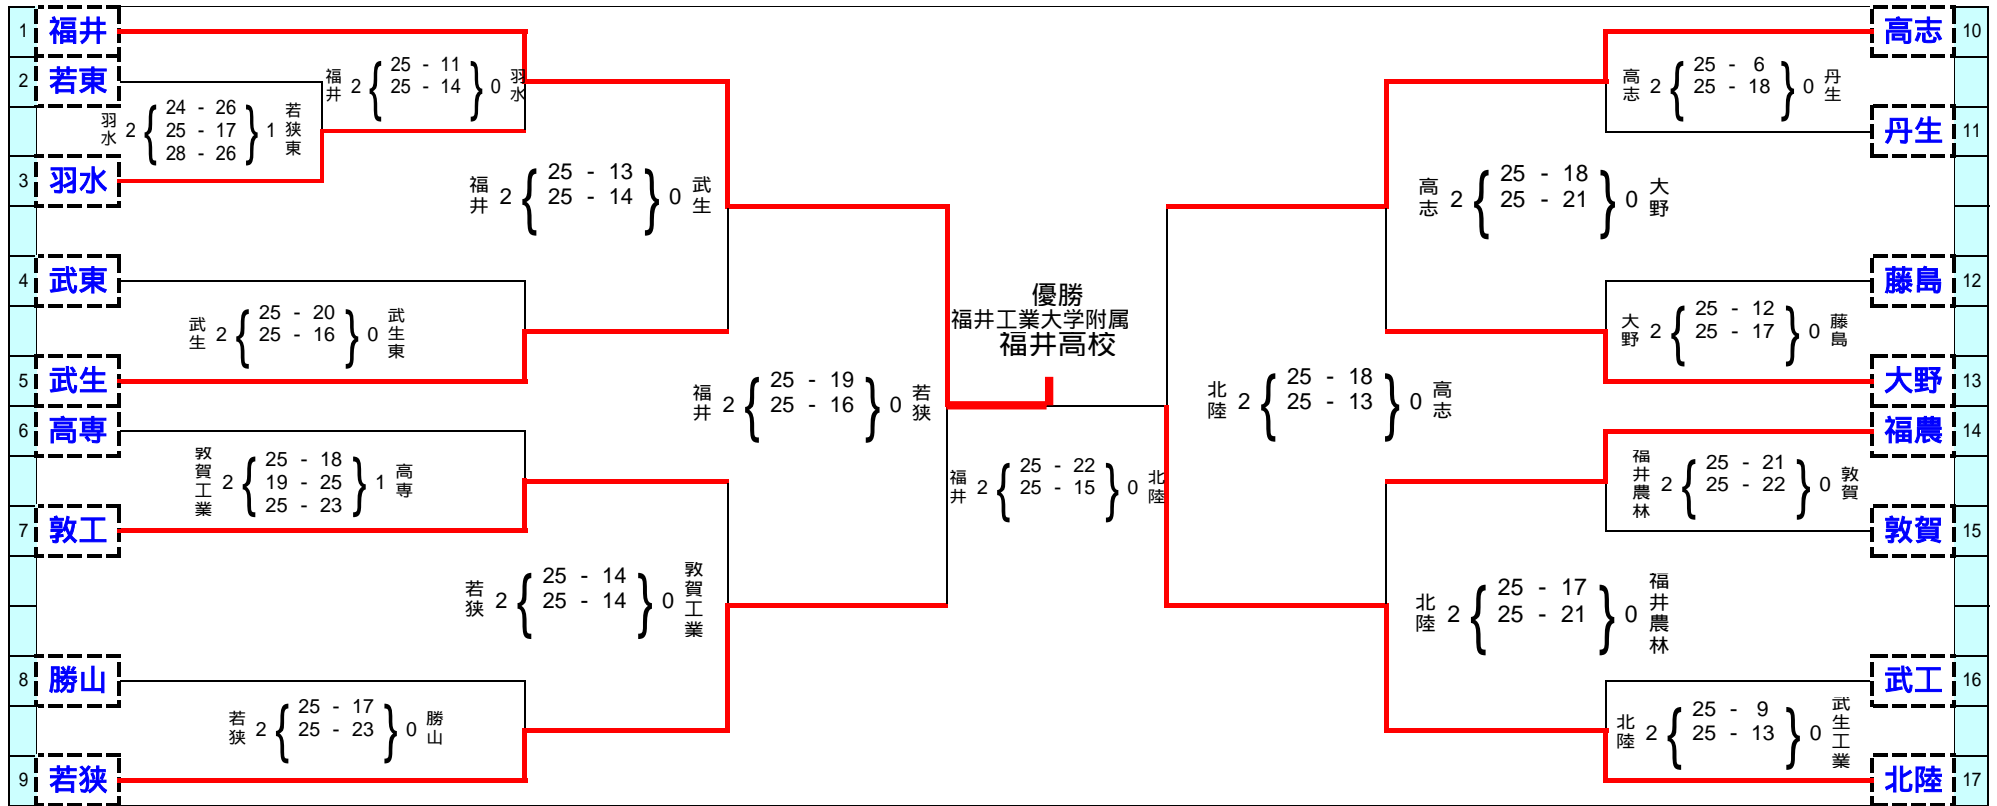 1 福井
2 若東
3 羽水
4 武東
5 武生
6 高専
7 敦工
8 勝山
9 若狭
羽水 2 { 24 - 26 } 1 若狭東
25 - 17
28 - 26
福井 2 { 25 - 11 } 0 羽水
25 - 14
武生 2 { 25 - 20 } 0 武生東
25 - 16
敦賀工業 2 { 25 - 18 } 1 高専
19 - 25
25 - 23
若狭 2 { 25 - 17 } 0 勝山
25 - 23
福井 2 { 25 - 13 } 0 武生
25 - 14
若狭 2 { 25 - 14 } 0 敦賀工業
25 - 14
福井 2 { 25 - 19 } 0 若狭
25 - 16
優勝
福井工業大学附属
福井高校
福井 2 { 25 - 22 } 0 北陸
25 - 15
北陸 2 { 25 - 18 } 0 高志
25 - 13
高志 2 { 25 - 18 } 0 大野
25 - 21
北陸 2 { 25 - 17 } 0 福井農林
25 - 21
高志 2 { 25 - 6 } 0 丹生
25 - 18
大野 2 { 25 - 12 } 0 藤島
25 - 17
福井農林 2 { 25 - 21 } 0 敦賀
25 - 22
北陸 2 { 25 - 9 } 0 武生工業
25 - 13
高志 10
丹生 11
藤島 12
大野 13
福農 14
敦賀 15
武工 16
北陸 17